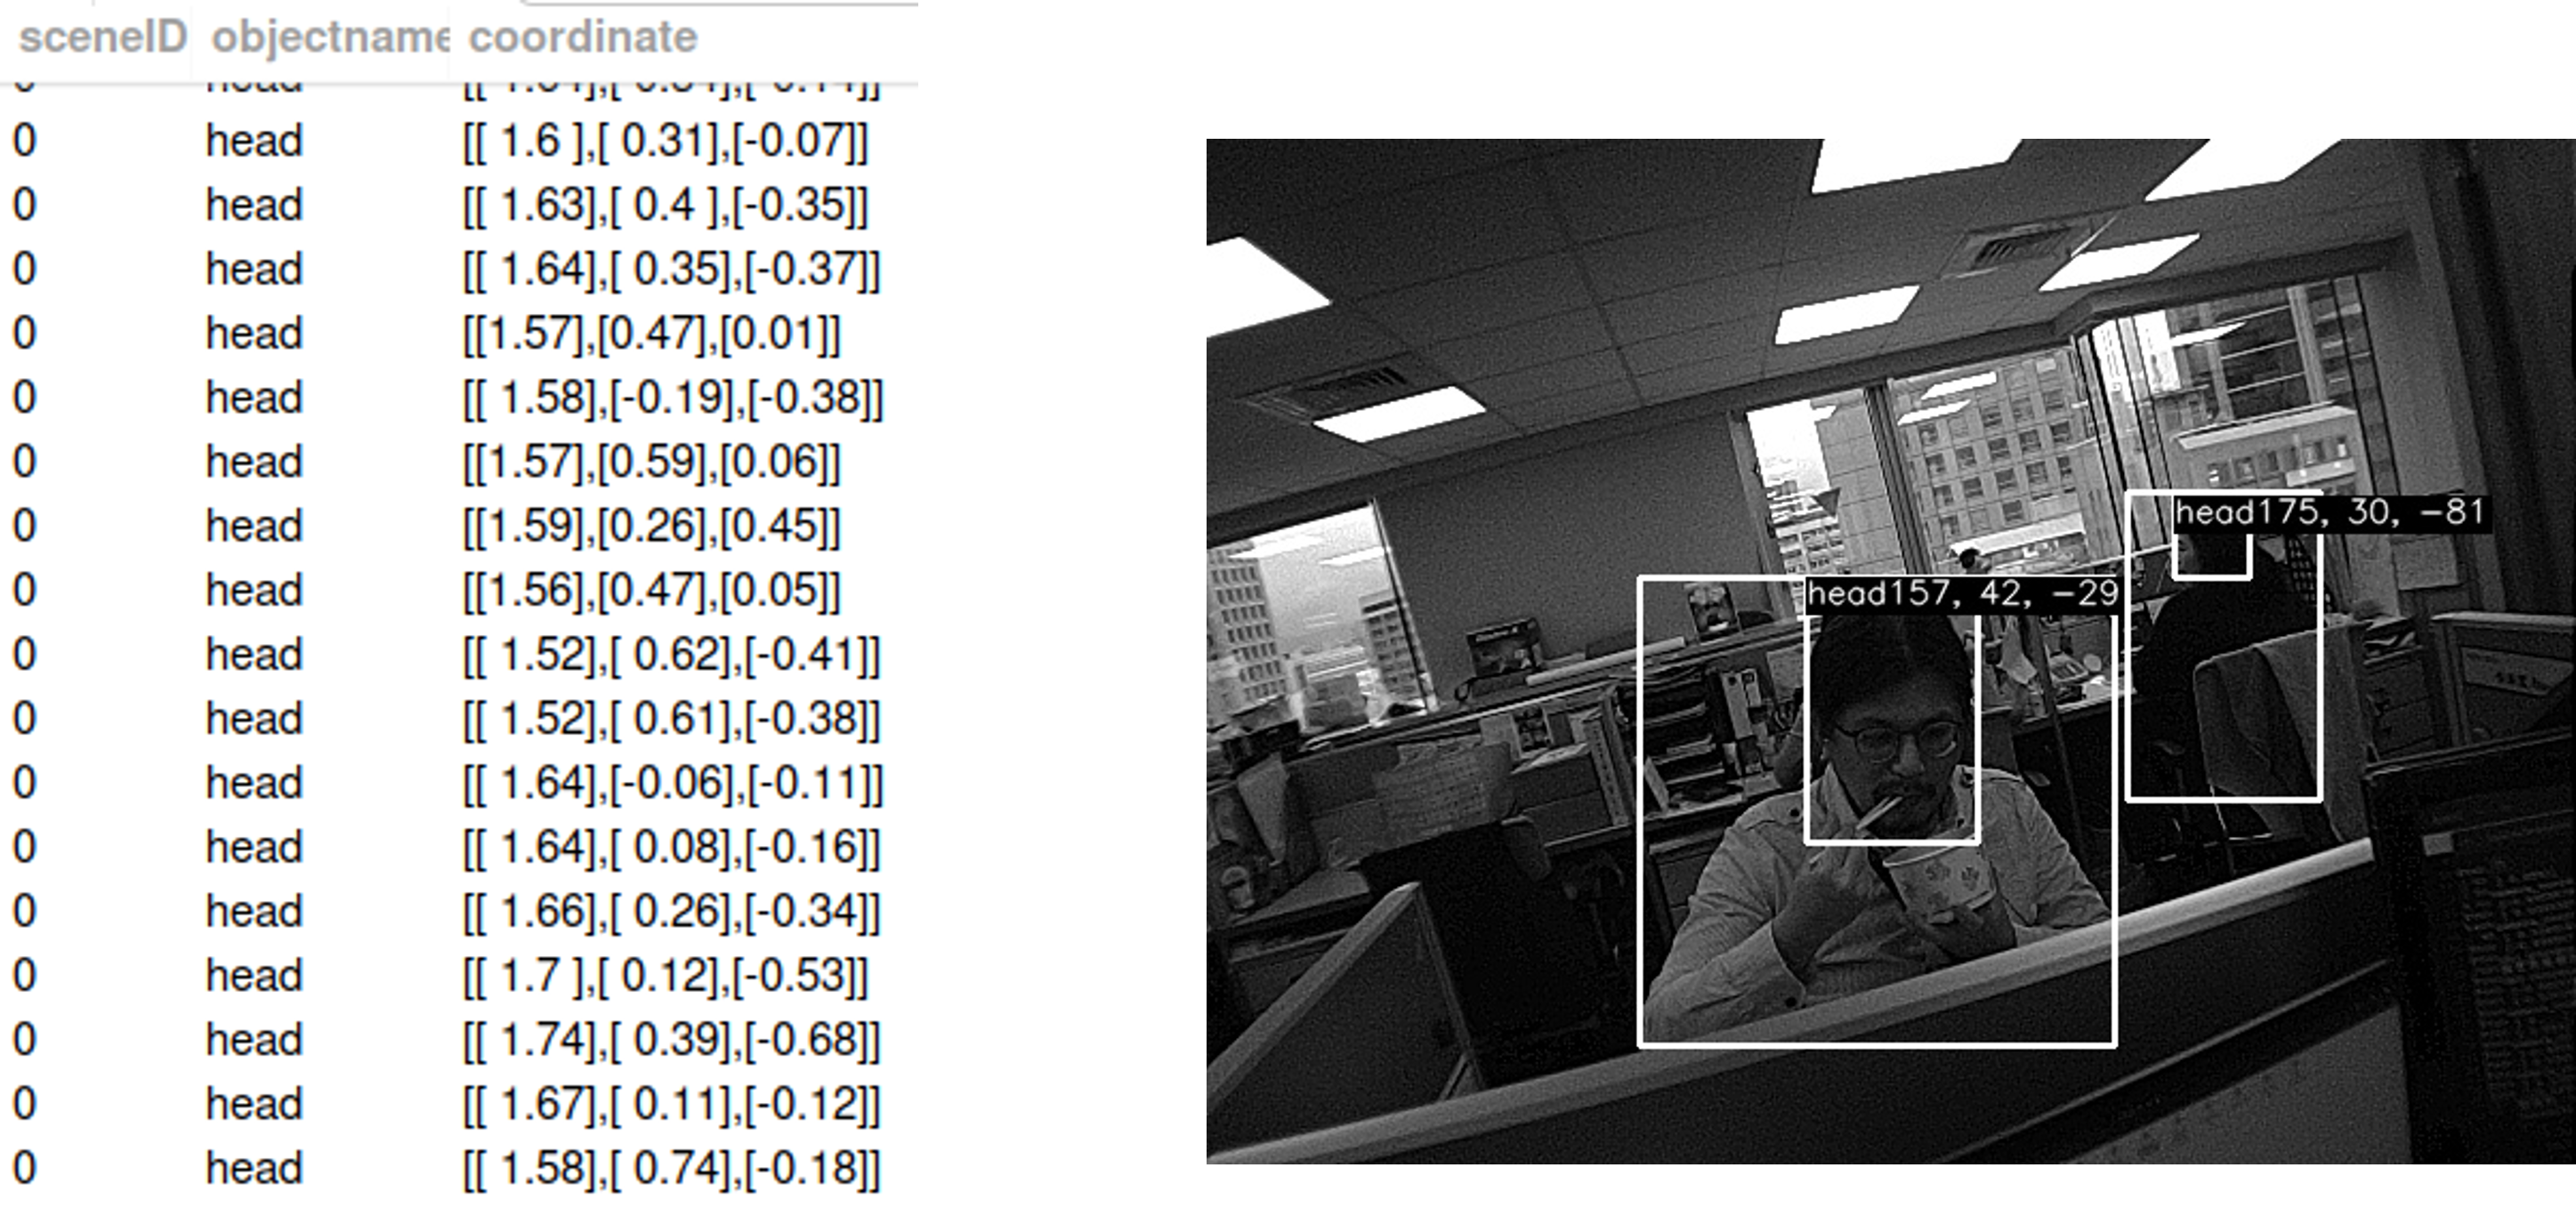 sceneID objectname coordinate
0 head [[ 1.6 ],[ 0.31],[-0.07]]
0 head [[ 1.63],[ 0.4 ],[-0.35]]
0 head [[ 1.64],[ 0.35],[-0.37]]
0 head [[1.57],[0.47],[0.01]]
0 head [[ 1.58],[-0.19],[-0.38]]
0 head [[1.57],[0.59],[0.06]]
0 head [[1.59],[0.26],[0.45]]
0 head [[1.56],[0.47],[0.05]]
0 head [[ 1.52],[ 0.62],[-0.41]]
0 head [[ 1.52],[ 0.61],[-0.38]]
0 head [[ 1.64],[-0.06],[-0.11]]
0 head [[ 1.64],[ 0.08],[-0.16]]
0 head [[ 1.66],[ 0.26],[-0.34]]
0 head [[ 1.7 ],[ 0.12],[-0.53]]
0 head [[ 1.74],[ 0.39],[-0.68]]
0 head [[ 1.67],[ 0.11],[-0.12]]
0 head [[ 1.58],[ 0.74],[-0.18]]
head175, 30, -81
head157, 42, -29